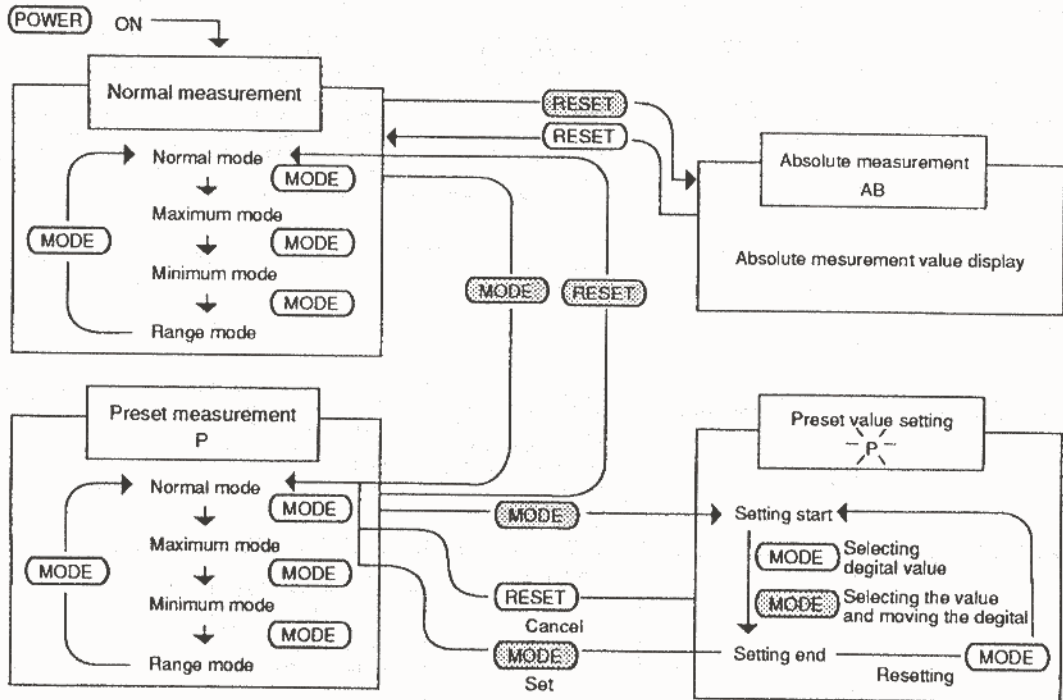 POWER ON
Normal measurement
Normal mode
MODE
Maximum mode
MODE
MODE
Minimum mode
MODE
Range mode
RESET
RESET
Absolute measurement
AB
Absolute mesurement value display
MODE
RESET
Preset measurement
P
Normal mode
MODE
Maximum mode
MODE
MODE
Minimum mode
MODE
Range mode
MODE
RESET
Cancel
MODE
Set
Preset value setting
P
Setting start
MODE Selecting
degital value
MODE Selecting the value
and moving the degital
Setting end
MODE
Resetting